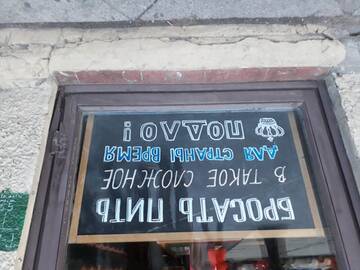 БРОСАТЬ ПИТЬ
В ТАКОЕ СЛОЖНОЕ
ДЛЯ СТРАНЫ ВРЕМЯ
ПОДЛО!